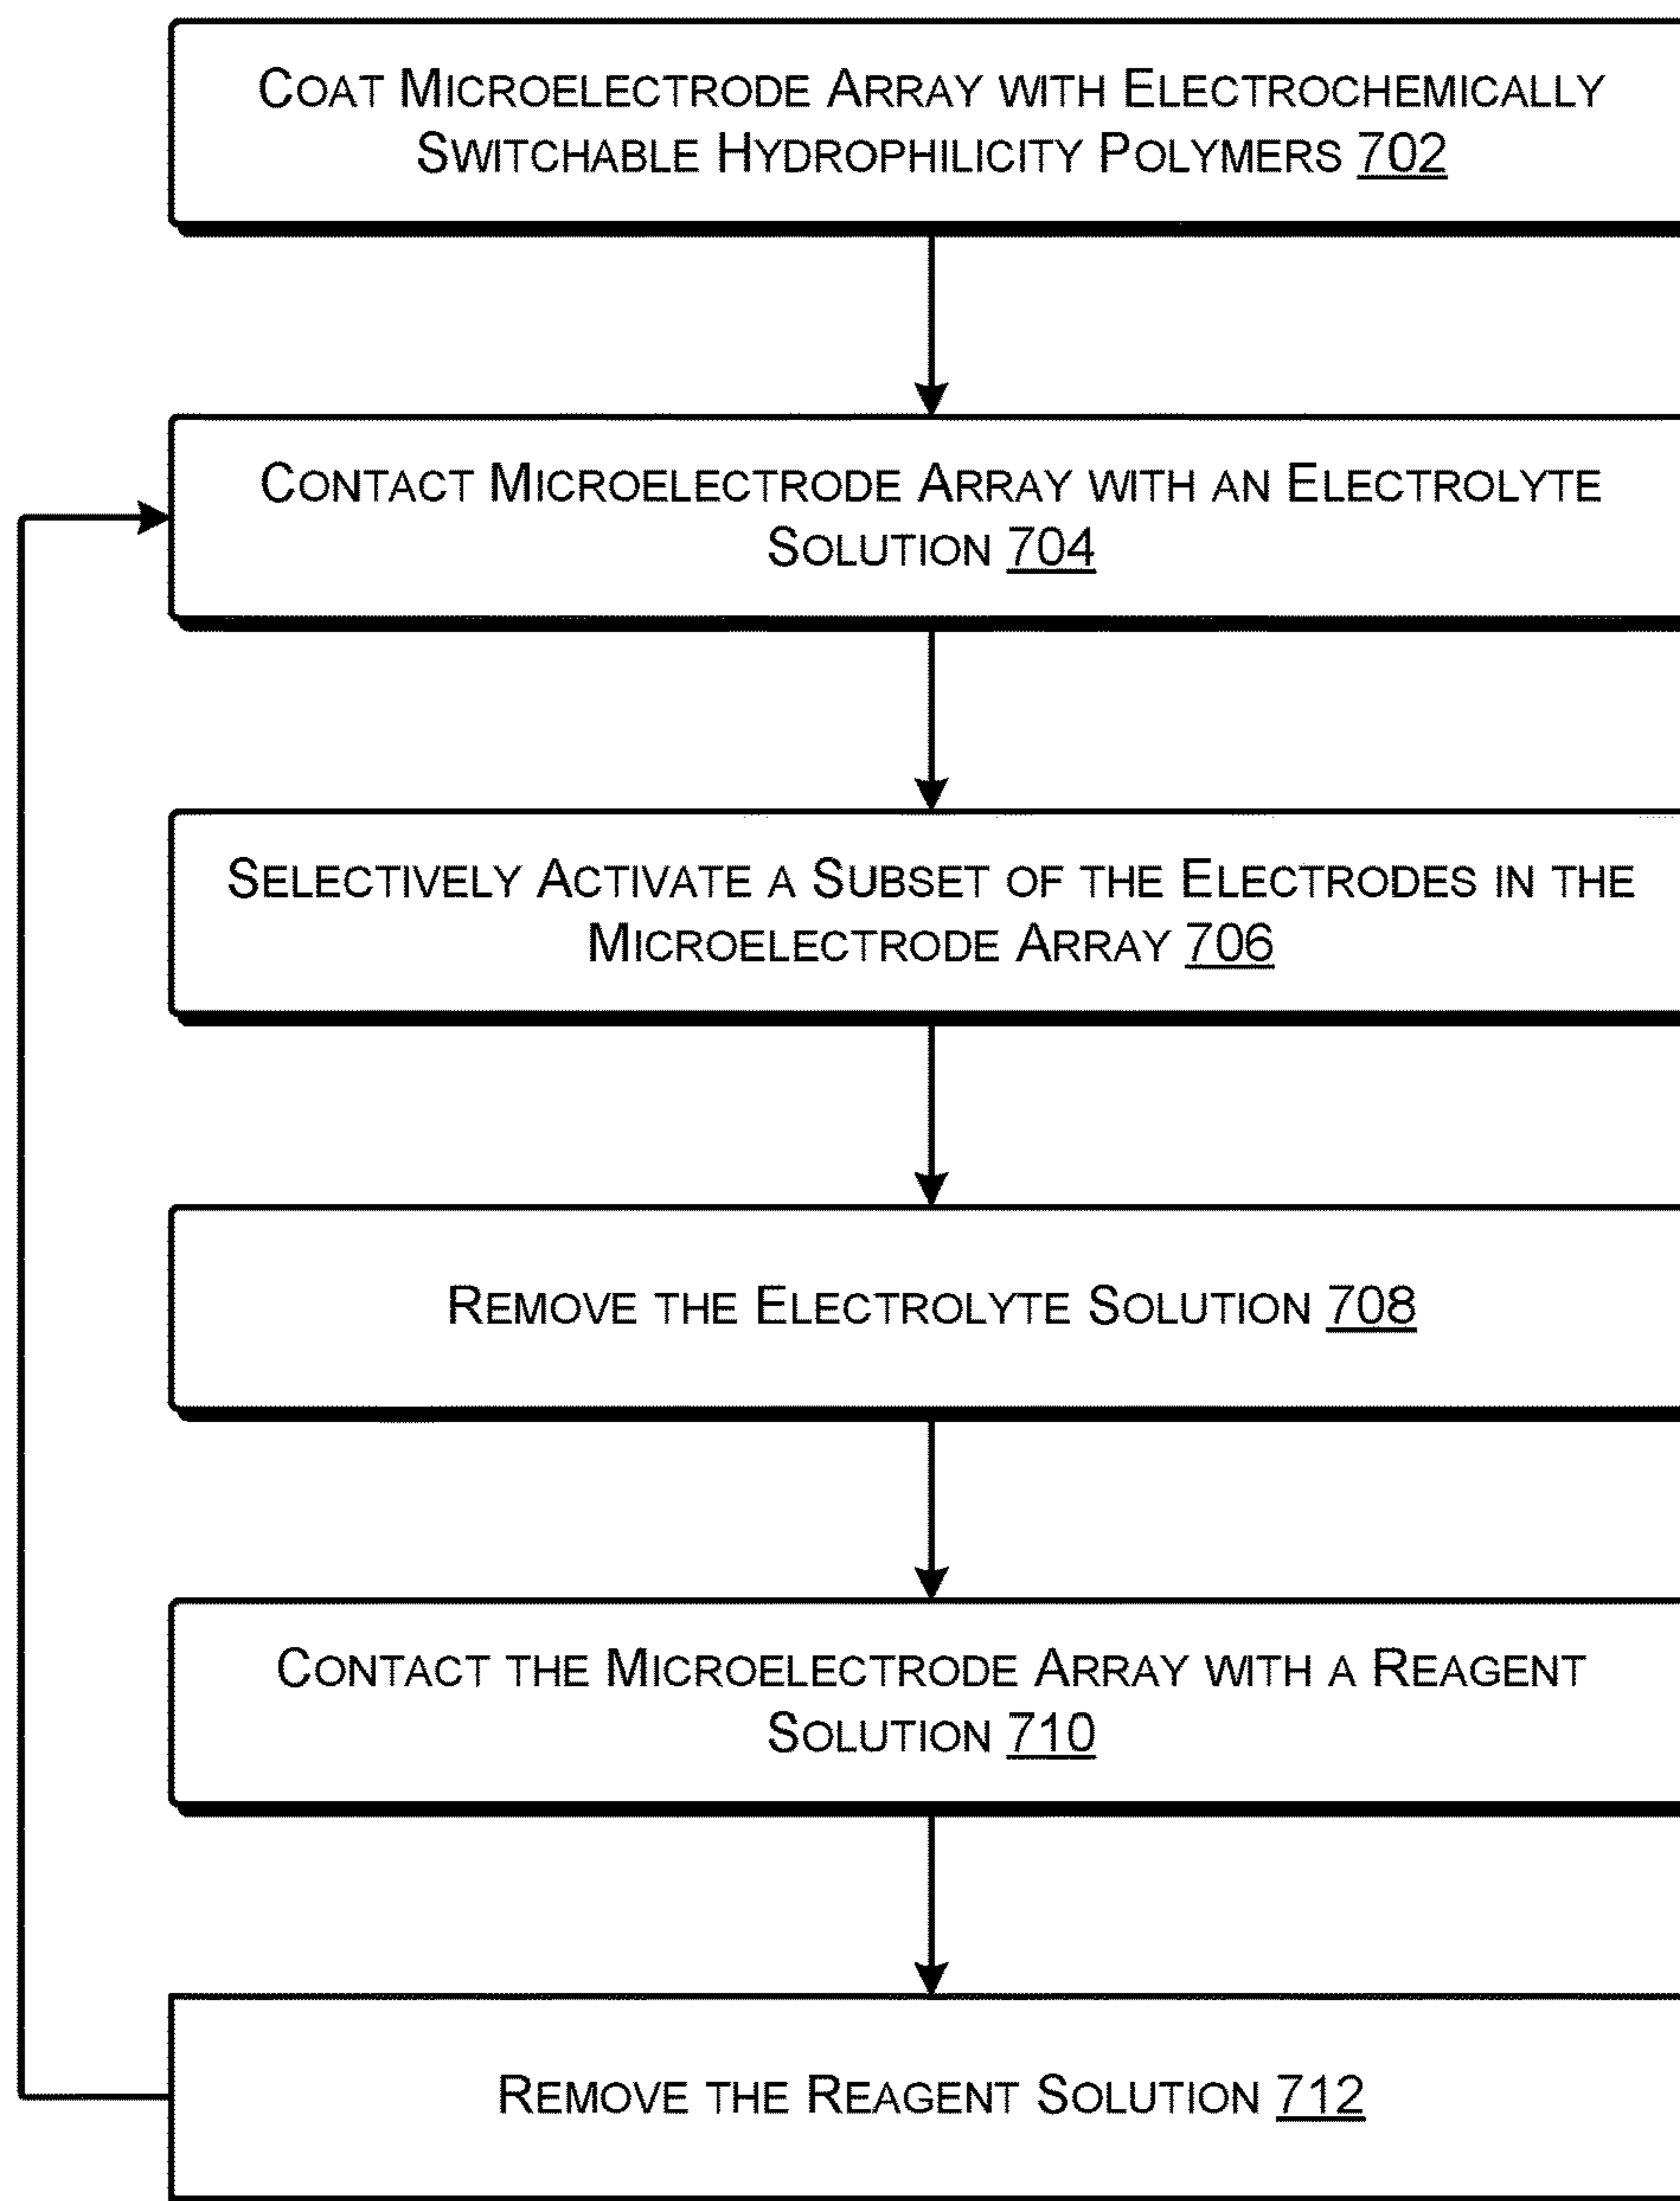 COAT MICROELECTRODE ARRAY WITH ELECTROCHEMICALLY
SWITCHABLE HYDROPHILICITY POLYMERS 702
CONTACT MICROELECTRODE ARRAY WITH AN ELECTROLYTE
SOLUTION 704
SELECTIVELY ACTIVATE A SUBSET OF THE ELECTRODES IN THE
MICROELECTRODE ARRAY 706
REMOVE THE ELECTROLYTE SOLUTION 708
CONTACT THE MICROELECTRODE ARRAY WITH A REAGENT
SOLUTION 710
REMOVE THE REAGENT SOLUTION 712